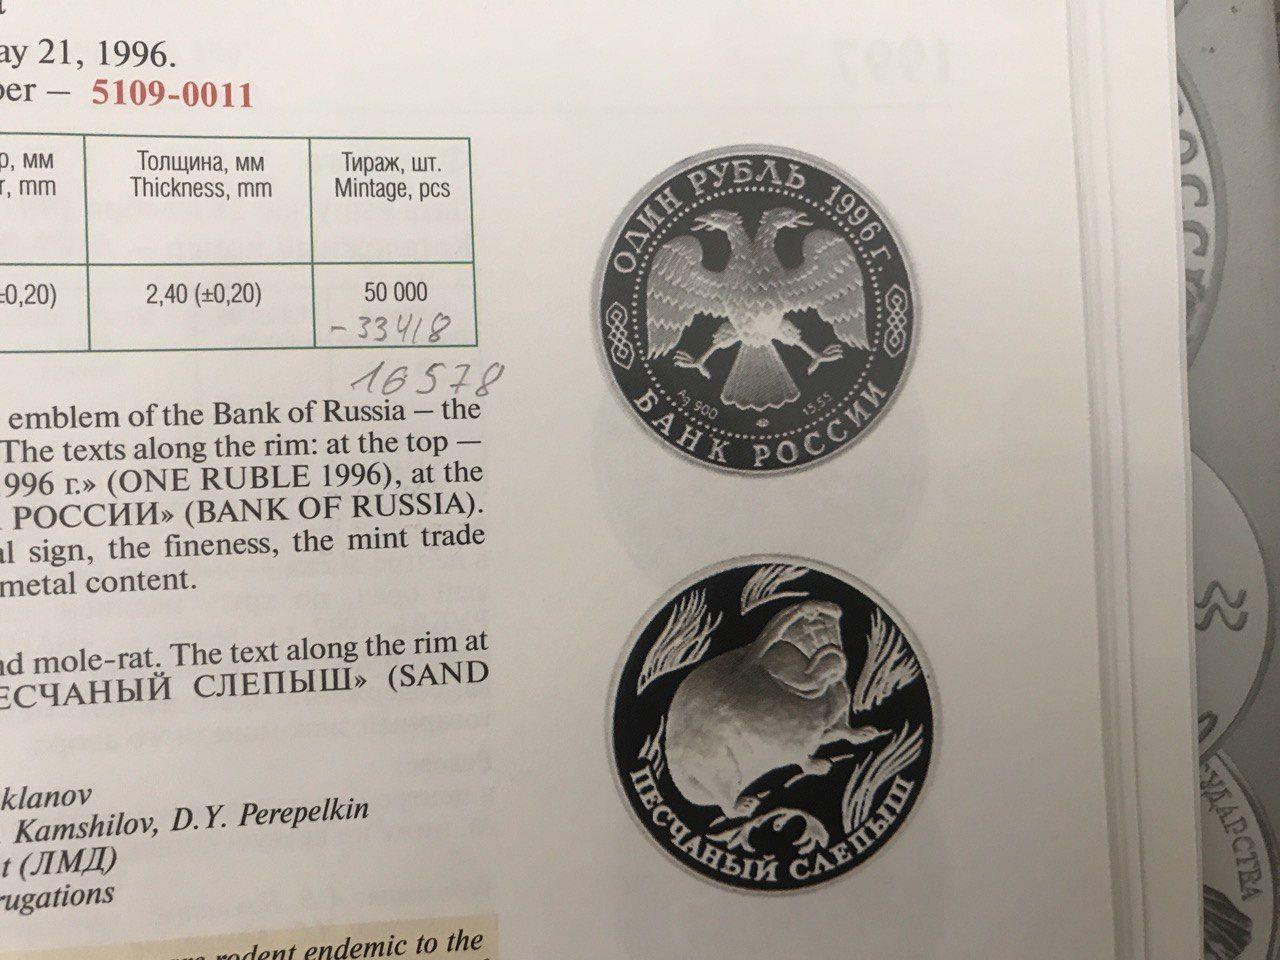 ay 21, 1996.
er — 5109-0011
р, мм
r, mm
Толщина, мм
Thickness, mm
Тираж, шт.
Mintage, pcs
±0,20)
2,40 (±0,20)
50 000
- 33418
16578
emblem of the Bank of Russia — the
The texts along the rim: at the top —
996 г.» (ONE RUBLE 1996), at the
РОССИИ» (BANK OF RUSSIA).
al sign, the fineness, the mint trade
metal content.
nd mole-rat. The text along the rim at
ЕСЧАНЫЙ СЛЕПЫШ» (SAND
klanov
Kamshilov, D. Y. Perepelkin
t (ЛМД)
rugations
rodent endemic to the
ОДИН РУБЛЬ 1996 г.
Ag 900
15.55
БАНК РОССИИ
ПЕСЧАНЫЙ СЛЕПЫШ
1997
РОССИ
УДАРСТВА